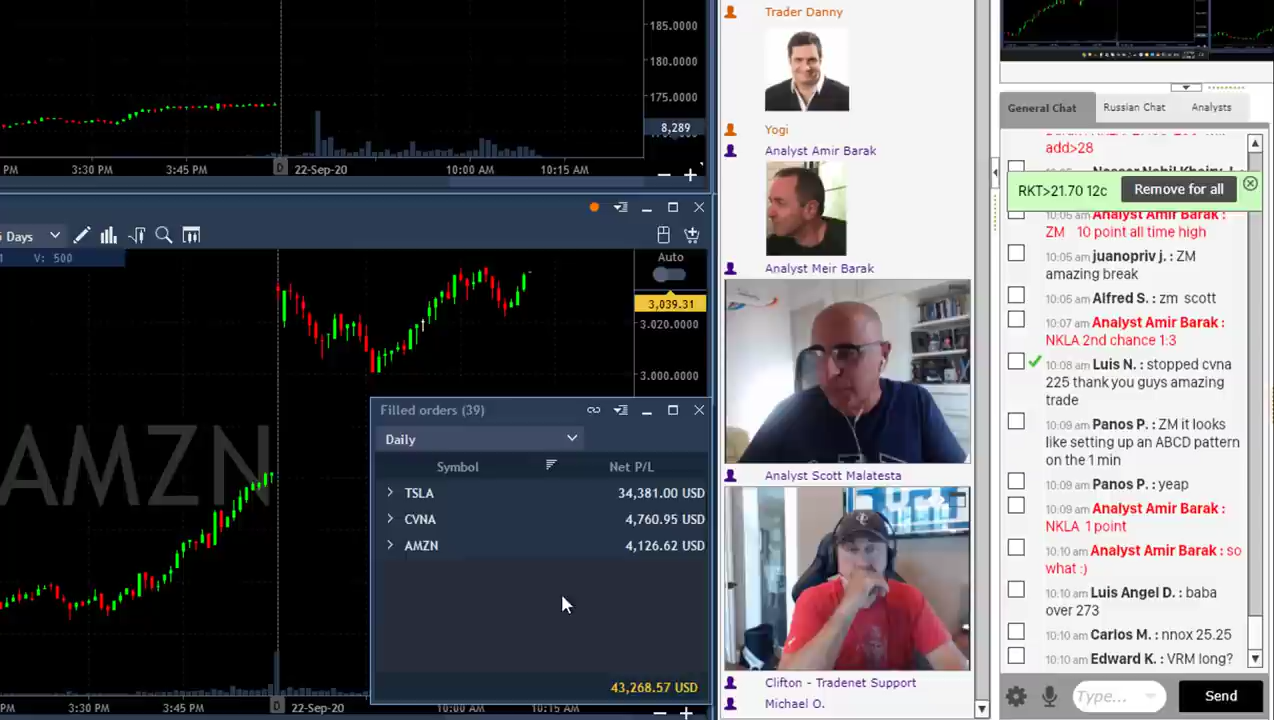 185.0000
180.0000
175.0000
8,289
PM
3:30 PM
3:45 PM
D
22-Sep-20
10:00 AM
10:15 AM
5 Days
1 V: 500
Auto
3,039.31
3.020.0000
3.000.0000
AMZN
Filled orders (39)
Daily
Symbol
Net P/L
TSLA
34,381.00 USD
CVNA
4,760.95 USD
AMZN
4,126.62 USD
43,268.57 USD
3:30 PM
3:45 PM
D
22-Sep-20
10:00 AM
10:15 AM
Trader Danny
Yogi
Analyst Amir Barak
Analyst Meir Barak
Analyst Scott Malatesta
Clifton - Tradenet Support
Michael O.
General Chat
Russian Chat
Analysts
add>28
RKT>21.70 12c
Remove for all
10:05 am Analyst Amir Barak :
ZM 10 point all time high
10:05 am juanopriv j. : ZM
amazing break
10:05 am Alfred S. : zm scott
10:07 am Analyst Amir Barak :
NKLA 2nd chance 1:3
10:08 am Luis N. : stopped cvna
225 thank you guys amazing
trade
10:09 am Panos P. : ZM it looks
like setting up an ABCD pattern
on the 1 min
10:09 am Panos P. : yeap
10:09 am Analyst Amir Barak :
NKLA 1 point
10:10 am Analyst Amir Barak : so
what :)
10:10 am Luis Angel D. : baba
over 273
10:10 am Carlos M. : nnox 25.25
10:10 am Edward K. : VRM long?
Type...
Send